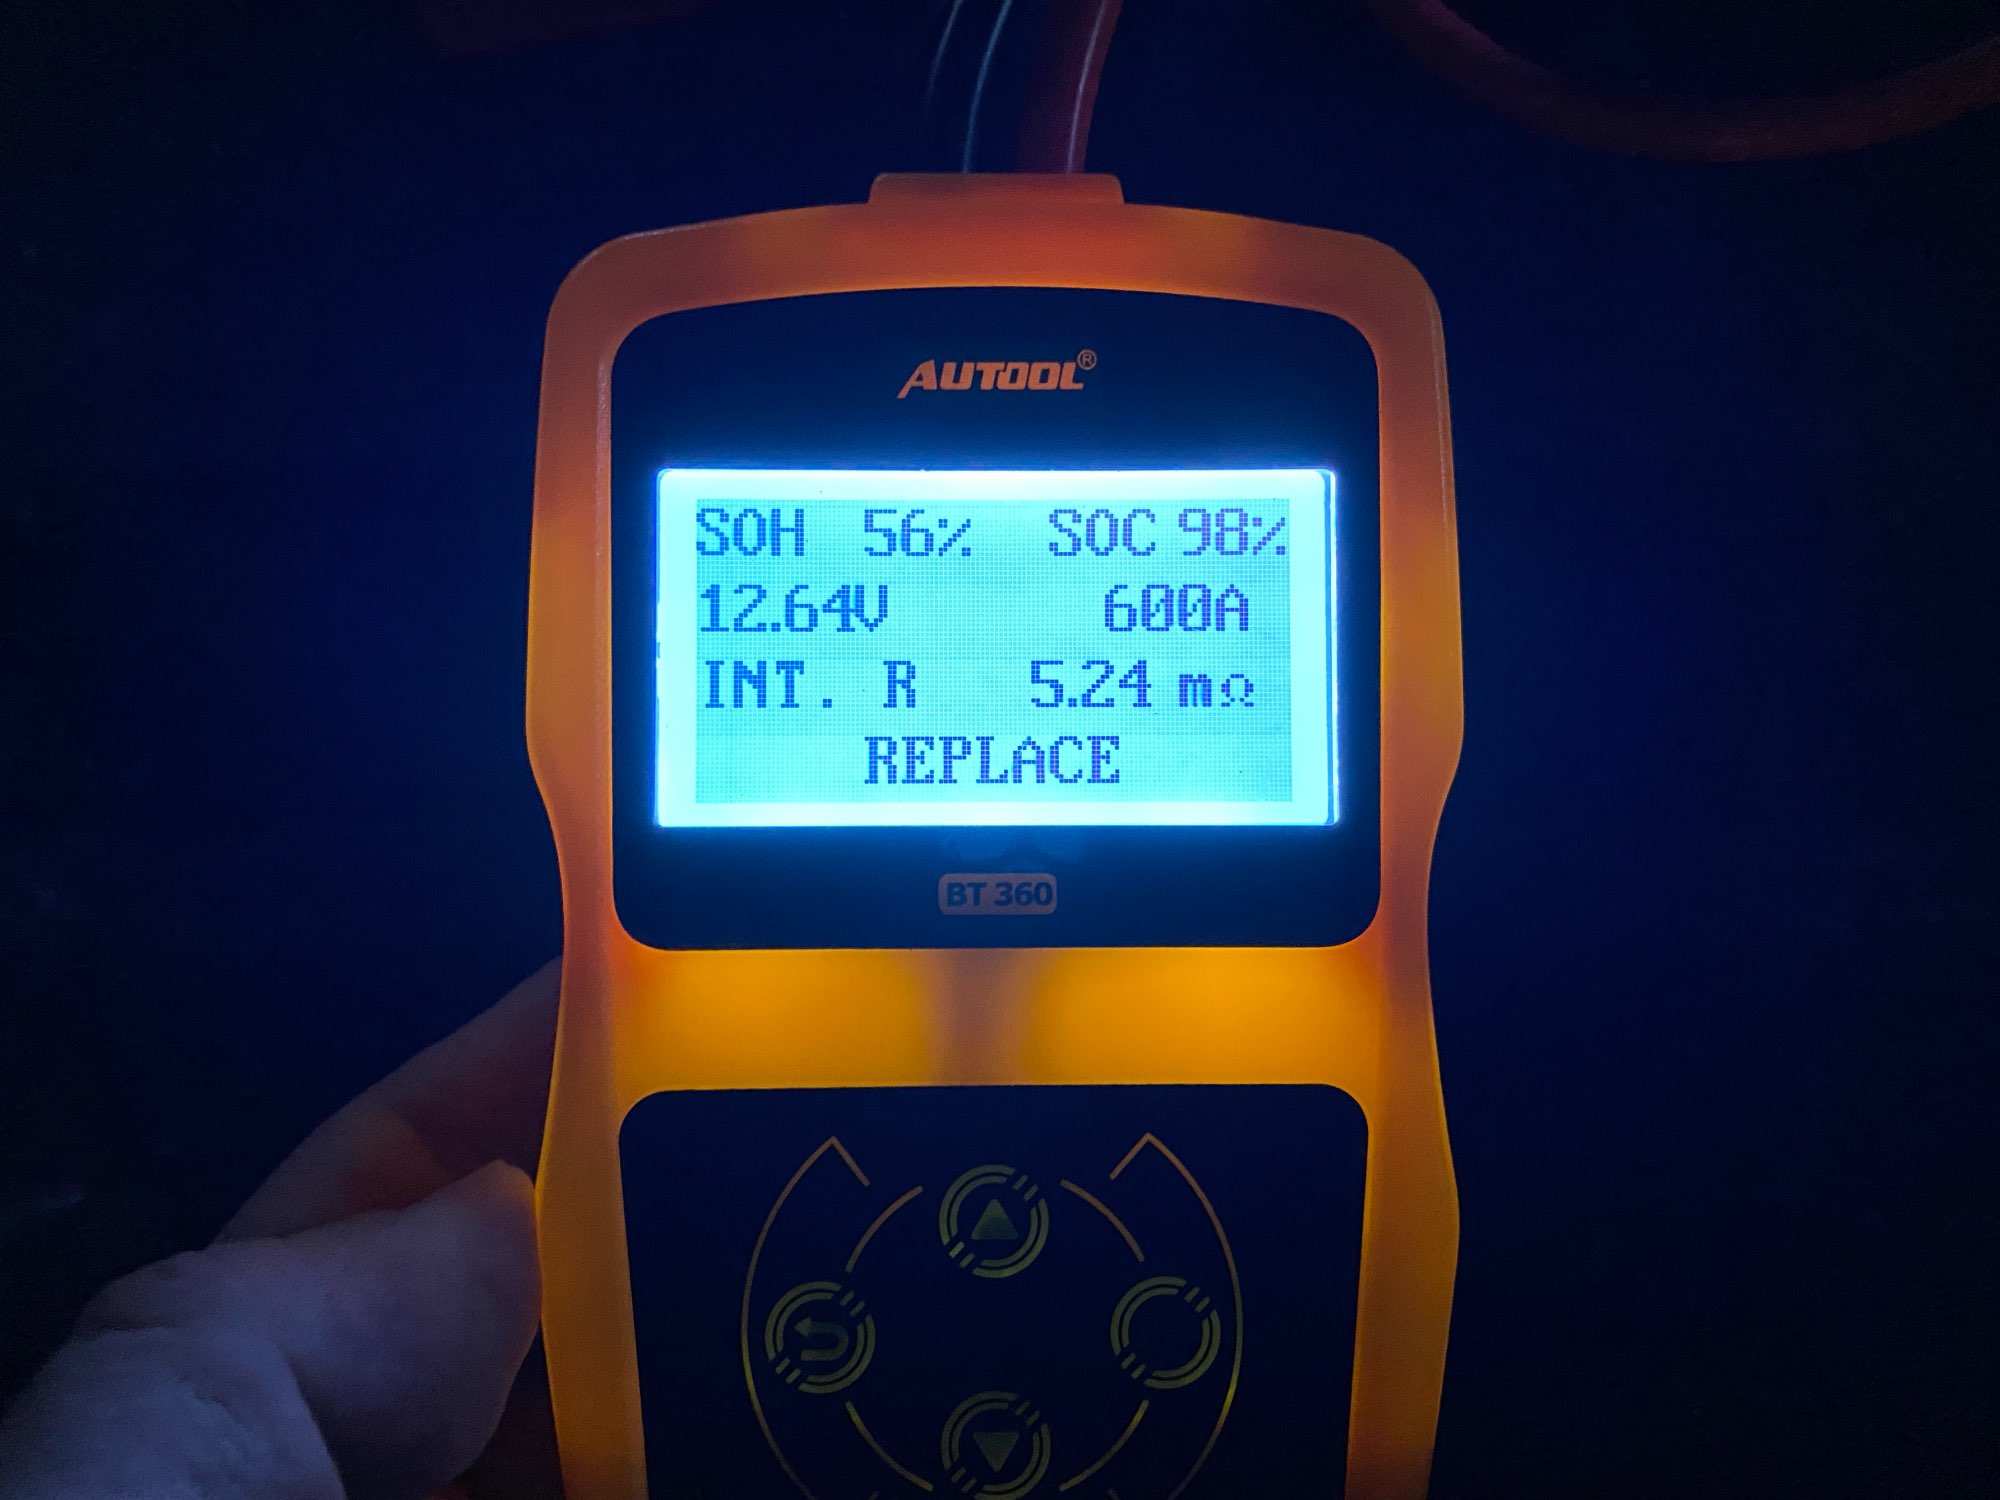 AUTOOL®
SOH 56% SOC 98%
12.64V 600A
INT. R 5.24 mΩ
REPLACE
BT 360